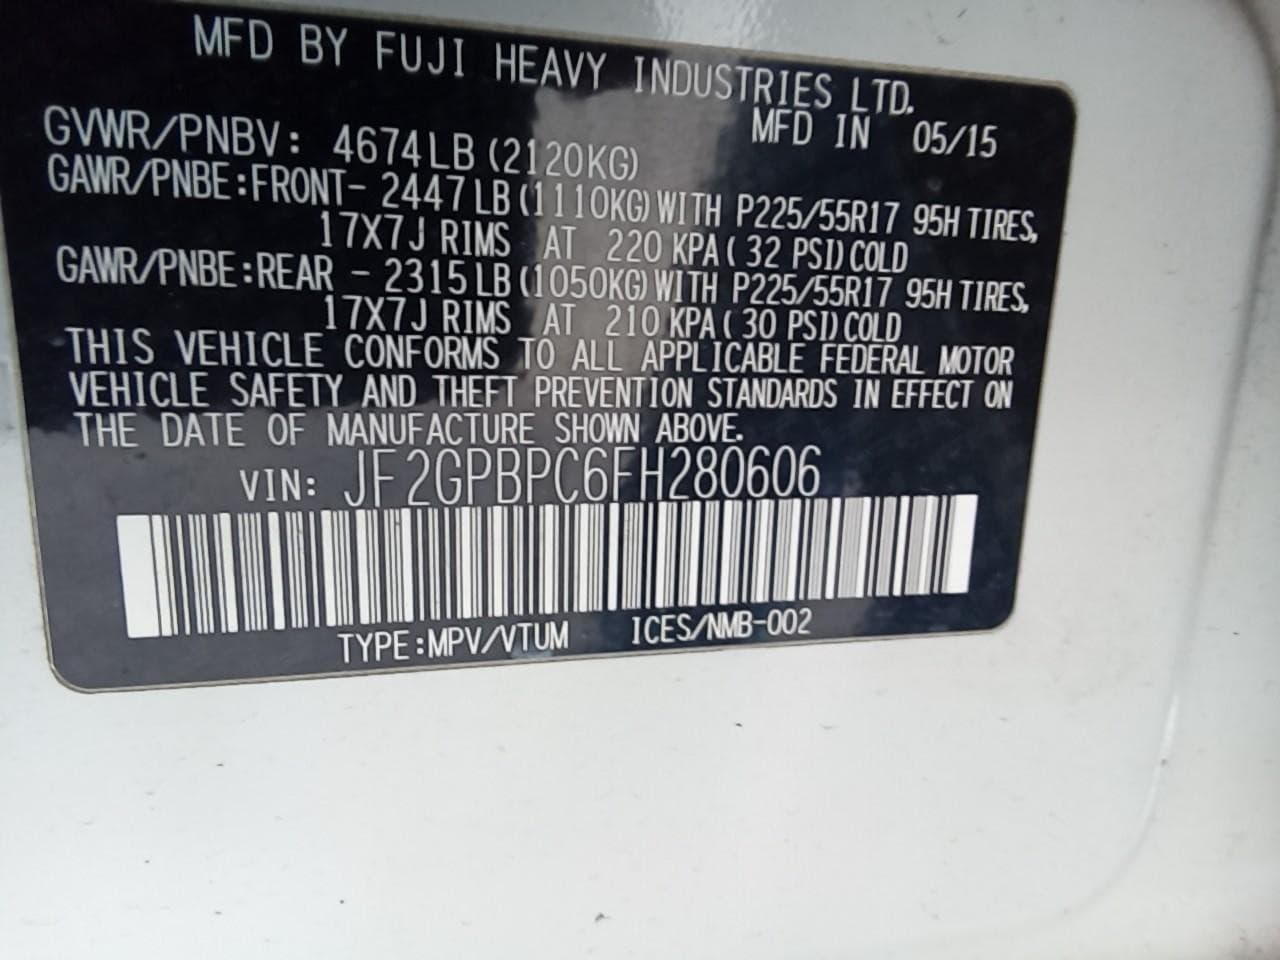 MFD BY FUJI HEAVY INDUSTRIES LTD.
MFD IN 05/15
GVWR/PNBV: 4674LB (2120KG)
GAWR/PNBE:FRONT- 2447LB (1110KG) WITH P225/55R17 95H TIRES,
17X7J RIMS AT 220 KPA ( 32 PSI) COLD
GAWR/PNBE:REAR - 2315LB (1050KG) WITH P225/55R17 95H TIRES,
17X7J RIMS AT 210 KPA ( 30 PSI) COLD
THIS VEHICLE CONFORMS TO ALL APPLICABLE FEDERAL MOTOR
VEHICLE SAFETY AND THEFT PREVENTION STANDARDS IN EFFECT ON
THE DATE OF MANUFACTURE SHOWN ABOVE.
VIN: JF2GPBPC6FH280606
TYPE:MPV/VTUM ICES/NMB-002